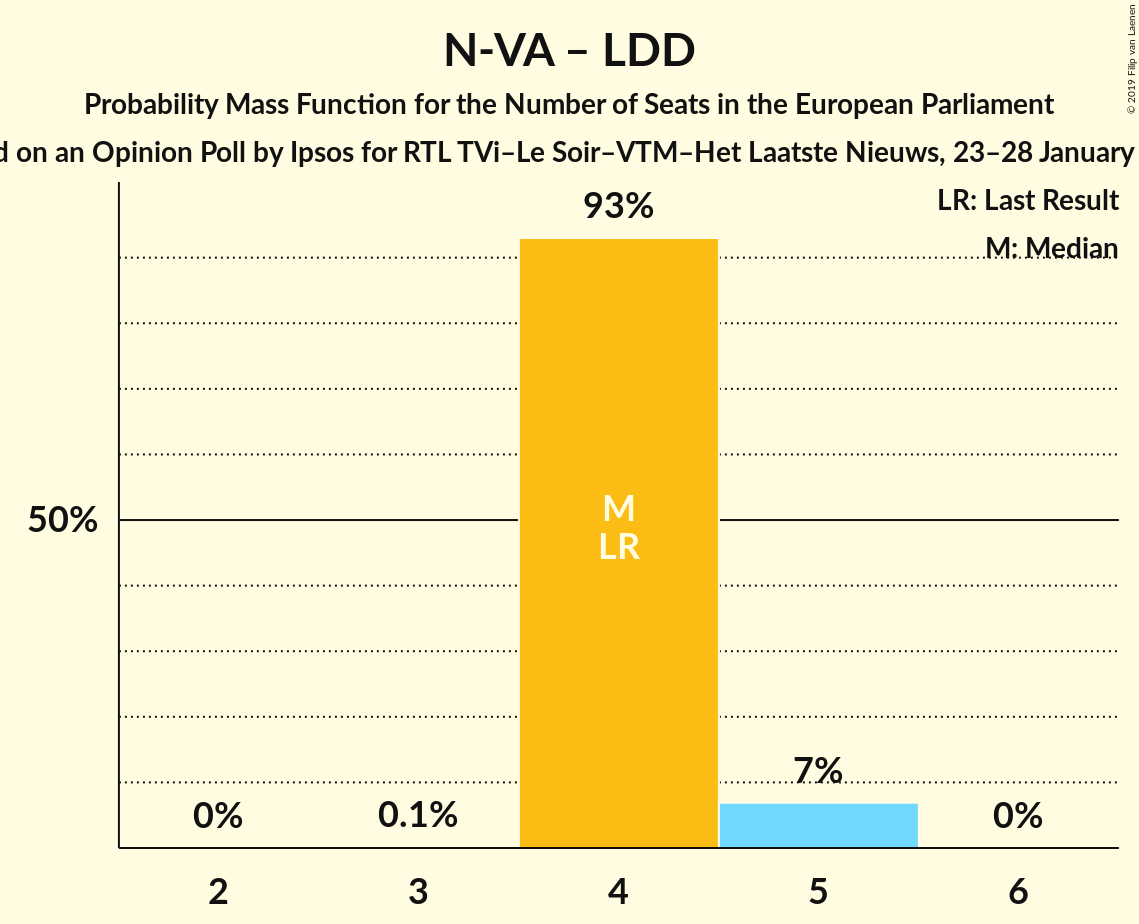 N-VA – LDD
Probability Mass Function for the Number of Seats in the European Parliament
on an Opinion Poll by Ipsos for RTL TVi–Le Soir–VTM–Het Laatste Nieuws, 23–28 January
© 2019 Filip van Laenen
LR: Last Result
M: Median
93%
50%
M
LR
7%
0%
0.1%
0%
2
3
4
5
6